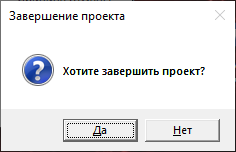 Завершение проекта
Хотите завершить проект?
Да
Нет